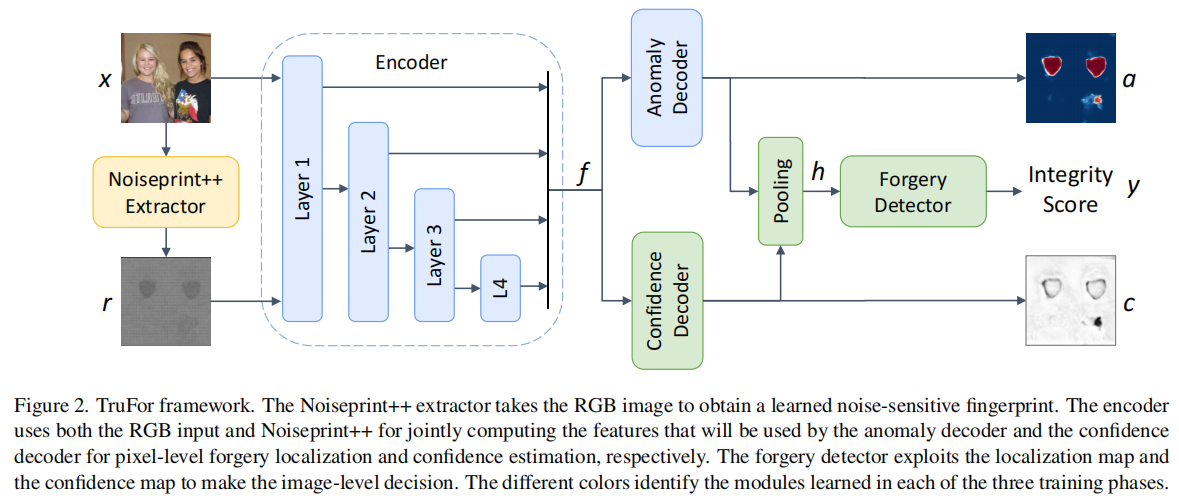 x
Noiseprint++
Extractor
r
Encoder
Layer 1
Layer 2
Layer 3
L4
f
Anomaly
Decoder
Confidence
Decoder
Pooling
h
Forgery
Detector
a
Integrity
Score
y
c
Figure 2. TruFor framework. The Noiseprint++ extractor takes the RGB image to obtain a learned noise-sensitive fingerprint. The encoder
uses both the RGB input and Noiseprint++ for jointly computing the features that will be used by the anomaly decoder and the confidence
decoder for pixel-level forgery localization and confidence estimation, respectively. The forgery detector exploits the localization map and
the confidence map to make the image-level decision. The different colors identify the modules learned in each of the three training phases.